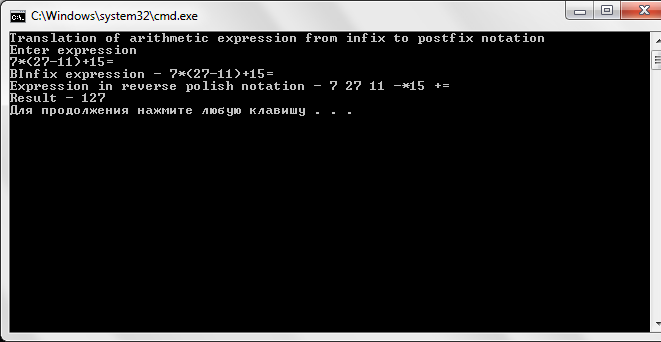 C:\Windows\system32\cmd.exe
Translation of arithmetic expression from infix to postfix notation
Enter expression
7*(27-11)+15=
BInfix expression - 7*(27-11)+15=
Expression in reverse polish notation - 7 27 11 -*15 +=
Result - 127
Для продолжения нажмите любую клавишу . . .